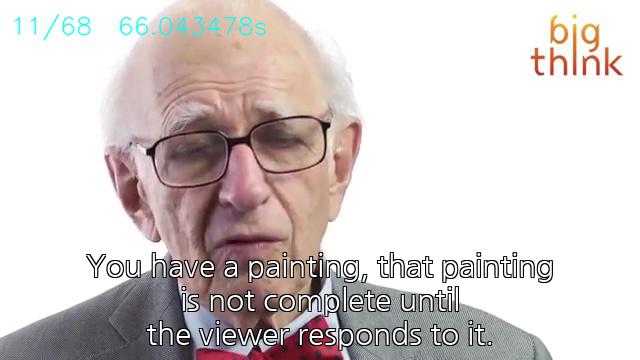 11/68 66.043478s
big
think
You have a painting, that painting
is not complete until
the viewer responds to it.